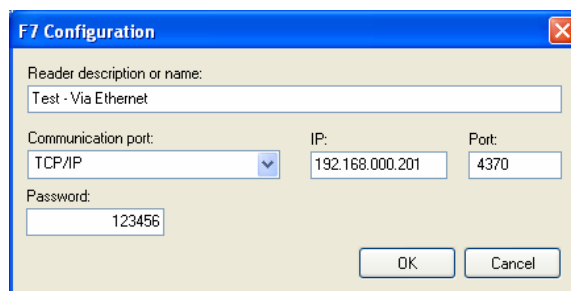 F7 Configuration
Reader description or name:
Test - Via Ethernet
Communication port:
IP:
Port:
TCP/IP
192.168.000.201
4370
Password:
123456
OK
Cancel